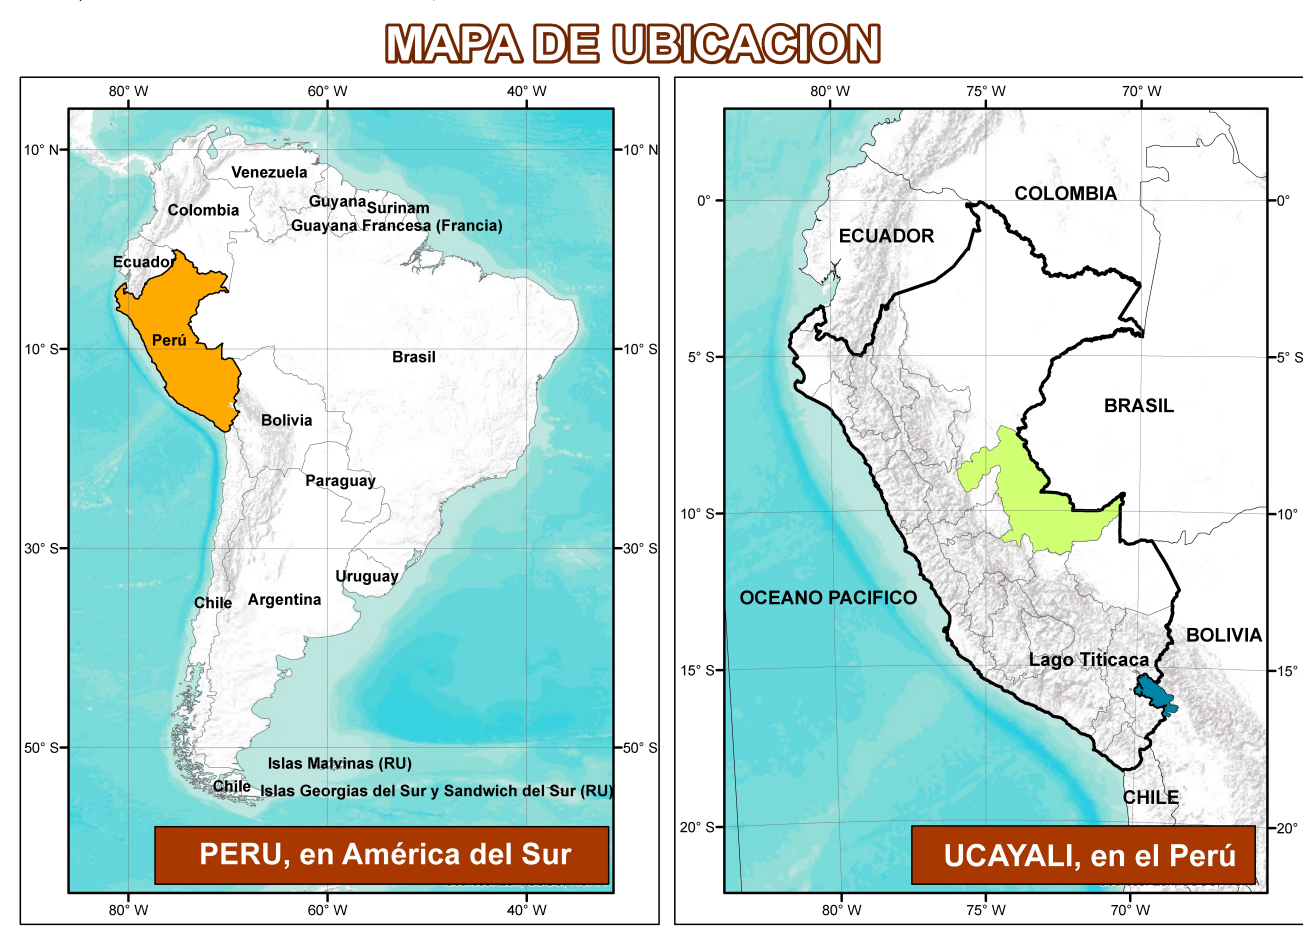 MAPA DE UBICACION
80° W 60° W 40° W
10° N 10° N
Venezuela
Guyana
Surinam
Colombia
Guayana Francesa (Francia)
Ecuador
Perú
10° S 10° S
Brasil
Bolivia
Paraguay
30° S 30° S
Uruguay
Chile
Argentina
50° S 50° S
Islas Malvinas (RU)
Chile
Islas Georgias del Sur y Sandwich del Sur (RU)
PERU, en América del Sur
80° W 60° W 40° W
80° W 75° W 70° W
COLOMBIA
0° 0°
ECUADOR
5° S 5° S
BRASIL
10° S 10° S
OCEANO PACIFICO
BOLIVIA
Lago Titicaca
15° S 15°
CHILE
20° S 20°
UCAYALI, en el Perú
80° W 75° W 70° W